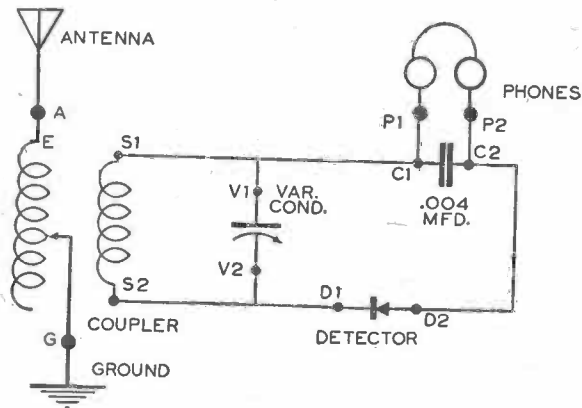 ANTENNA
A
E
S1
S2
COUPLER
G
GROUND
V1
VAR.
COND.
V2
PHONES
P1
P2
C1
C2
.004
MFD.
D1
D2
DETECTOR